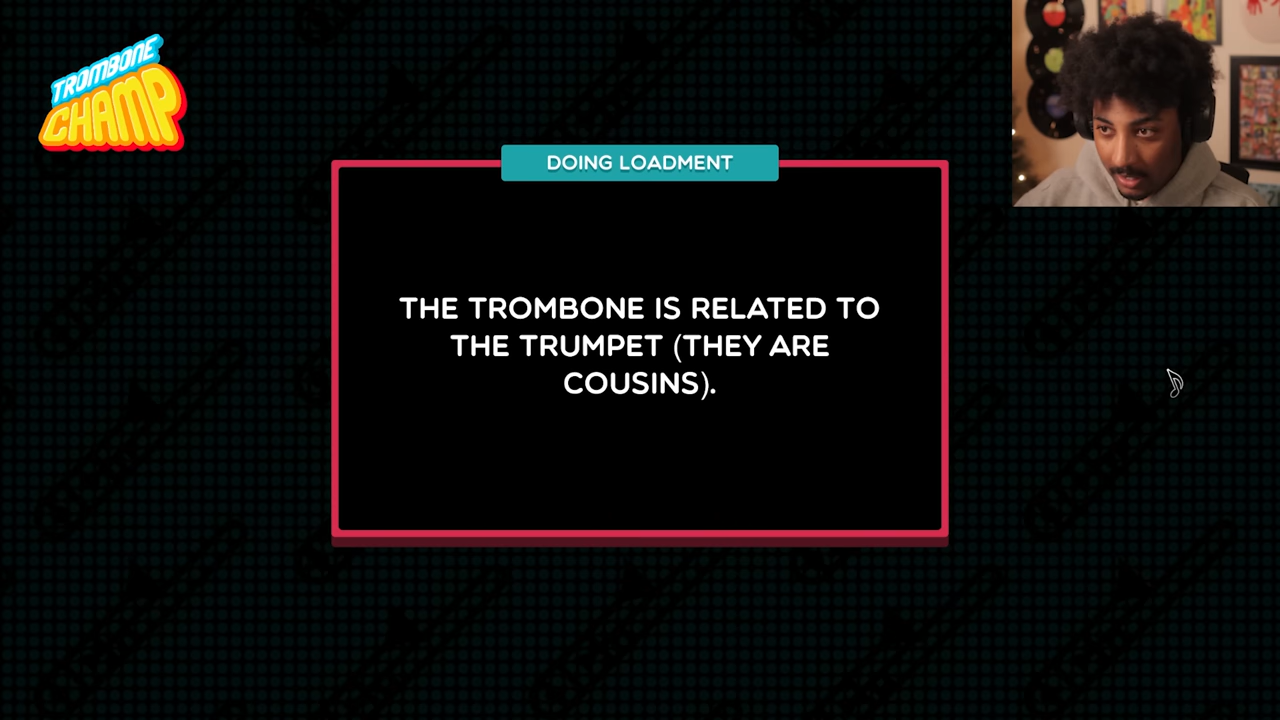 TROMBONE
CHAMP
DOING LOADMENT
THE TROMBONE IS RELATED TO
THE TRUMPET (THEY ARE
COUSINS).